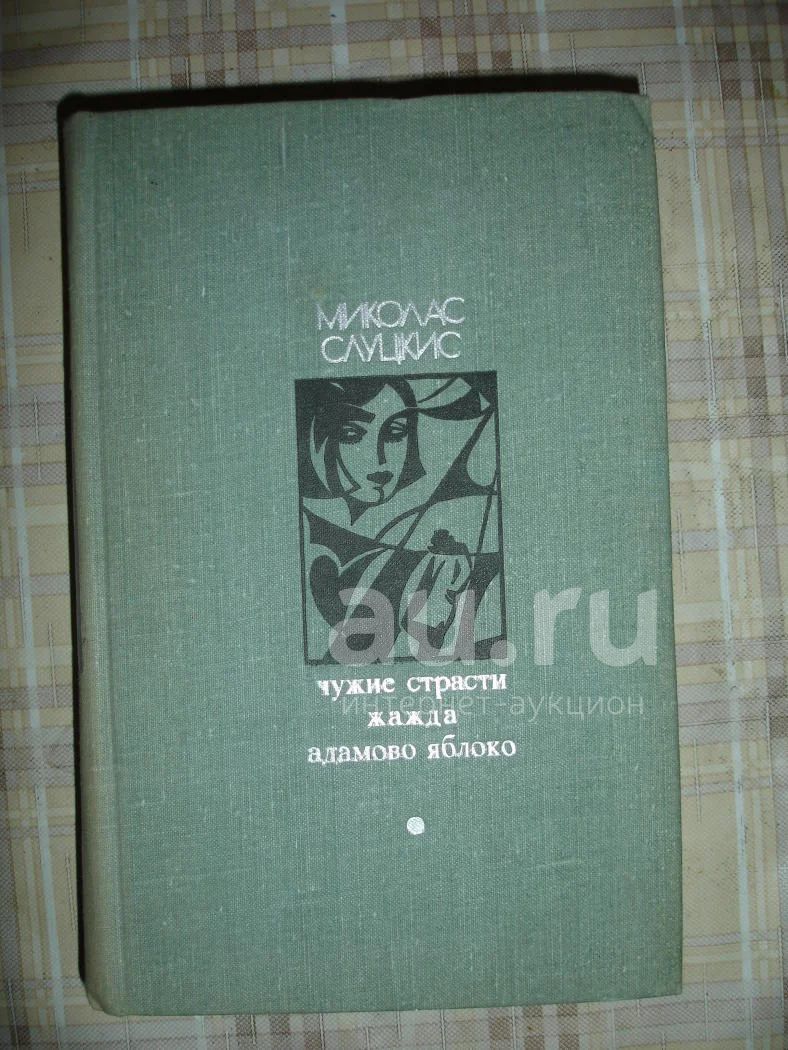 МИКОЛАС
СЛУЦКИС
au.ru
интернет-аукцион
чужие страсти
жажда
адамово яблоко